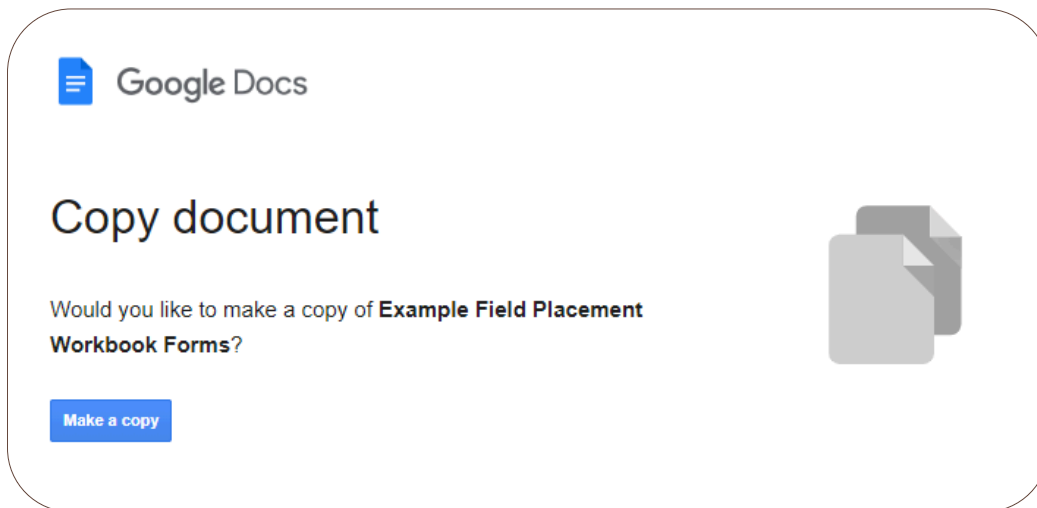 Google Docs
Copy document
Would you like to make a copy of Example Field Placement
Workbook Forms?
Make a copy